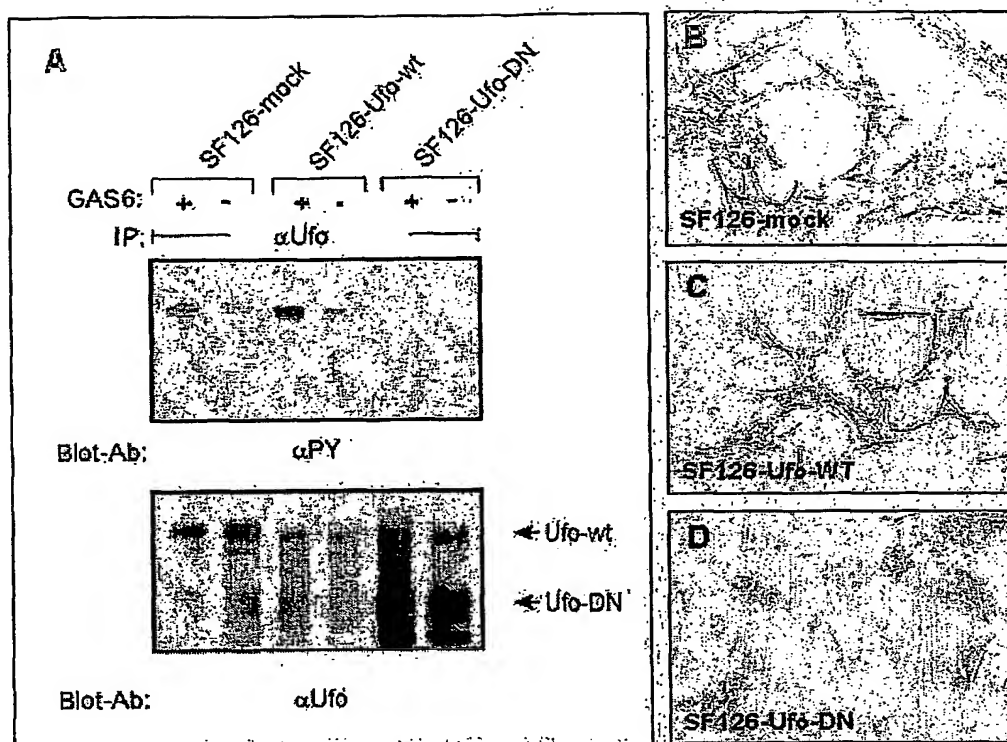 A
SF126-mock
SF126-Ufo-wt
SF126-Ufo-DN
GAS6: + - + - + -
IP: αUfo
Blot-Ab: αPY
Ufo-wt
Ufo-DN
Blot-Ab: αUfo
B
SF126-mock
C
SF126-Ufo-WT
D
SF126-Ufo-DN